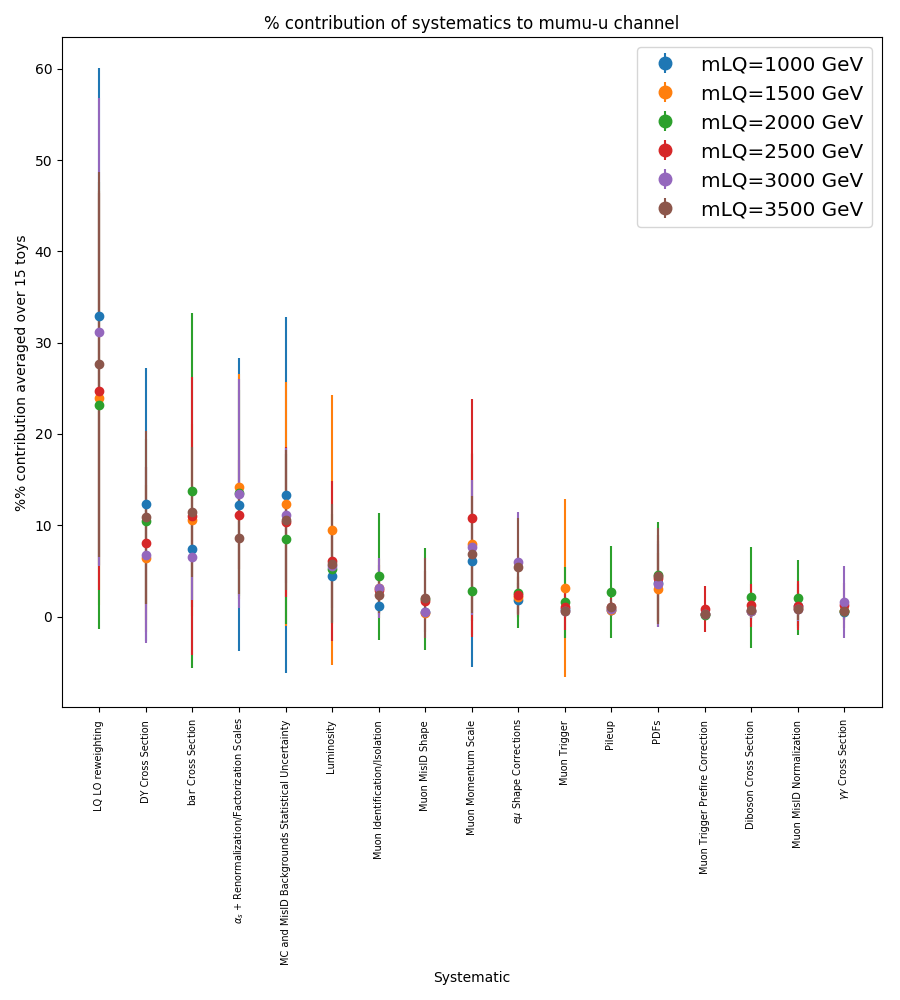 % contribution of systematics to mumu-u channel
mLQ=1000 GeV
mLQ=1500 GeV
mLQ=2000 GeV
mLQ=2500 GeV
mLQ=3000 GeV
mLQ=3500 GeV
%% contribution averaged over 15 toys
60
50
40
30
20
10
0
LQ LO reweighting
DY Cross Section
bar Cross Section
αs + Renormalization/Factorization Scales
MC and MisID Backgrounds Statistical Uncertainty
Luminosity
Muon Identification/Isolation
Muon MisID Shape
Muon Momentum Scale
eμ Shape Corrections
Muon Trigger
Pileup
PDFs
Muon Trigger Prefire Correction
Diboson Cross Section
Muon MisID Normalization
γγ Cross Section
Systematic